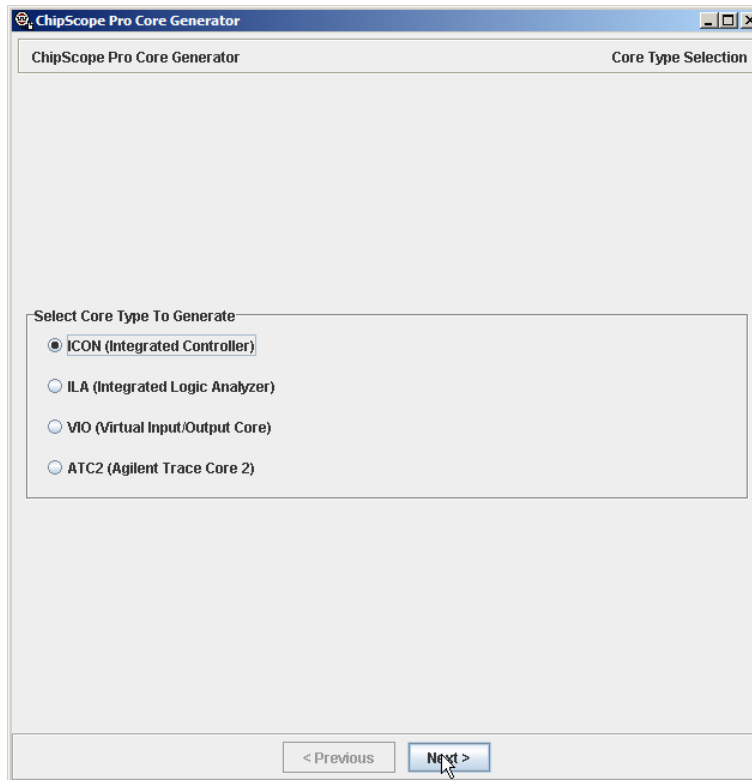 ChipScope Pro Core Generator
ChipScope Pro Core Generator Core Type Selection
Select Core Type To Generate
ICON (Integrated Controller)
ILA (Integrated Logic Analyzer)
VIO (Virtual Input/Output Core)
ATC2 (Agilent Trace Core 2)
< Previous Next >